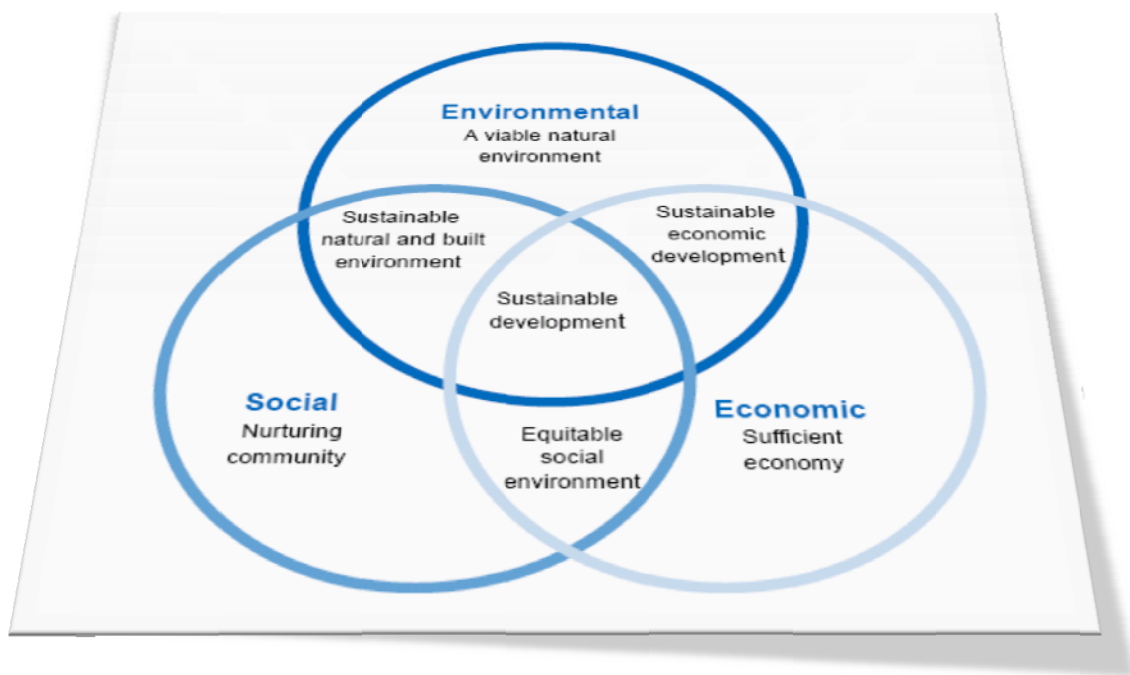 Environmental
A viable natural
environment
Sustainable
natural and built
environment
Sustainable
economic
development
Sustainable
development
Social
Nurturing
community
Economic
Sufficient
economy
Equitable
social
environment